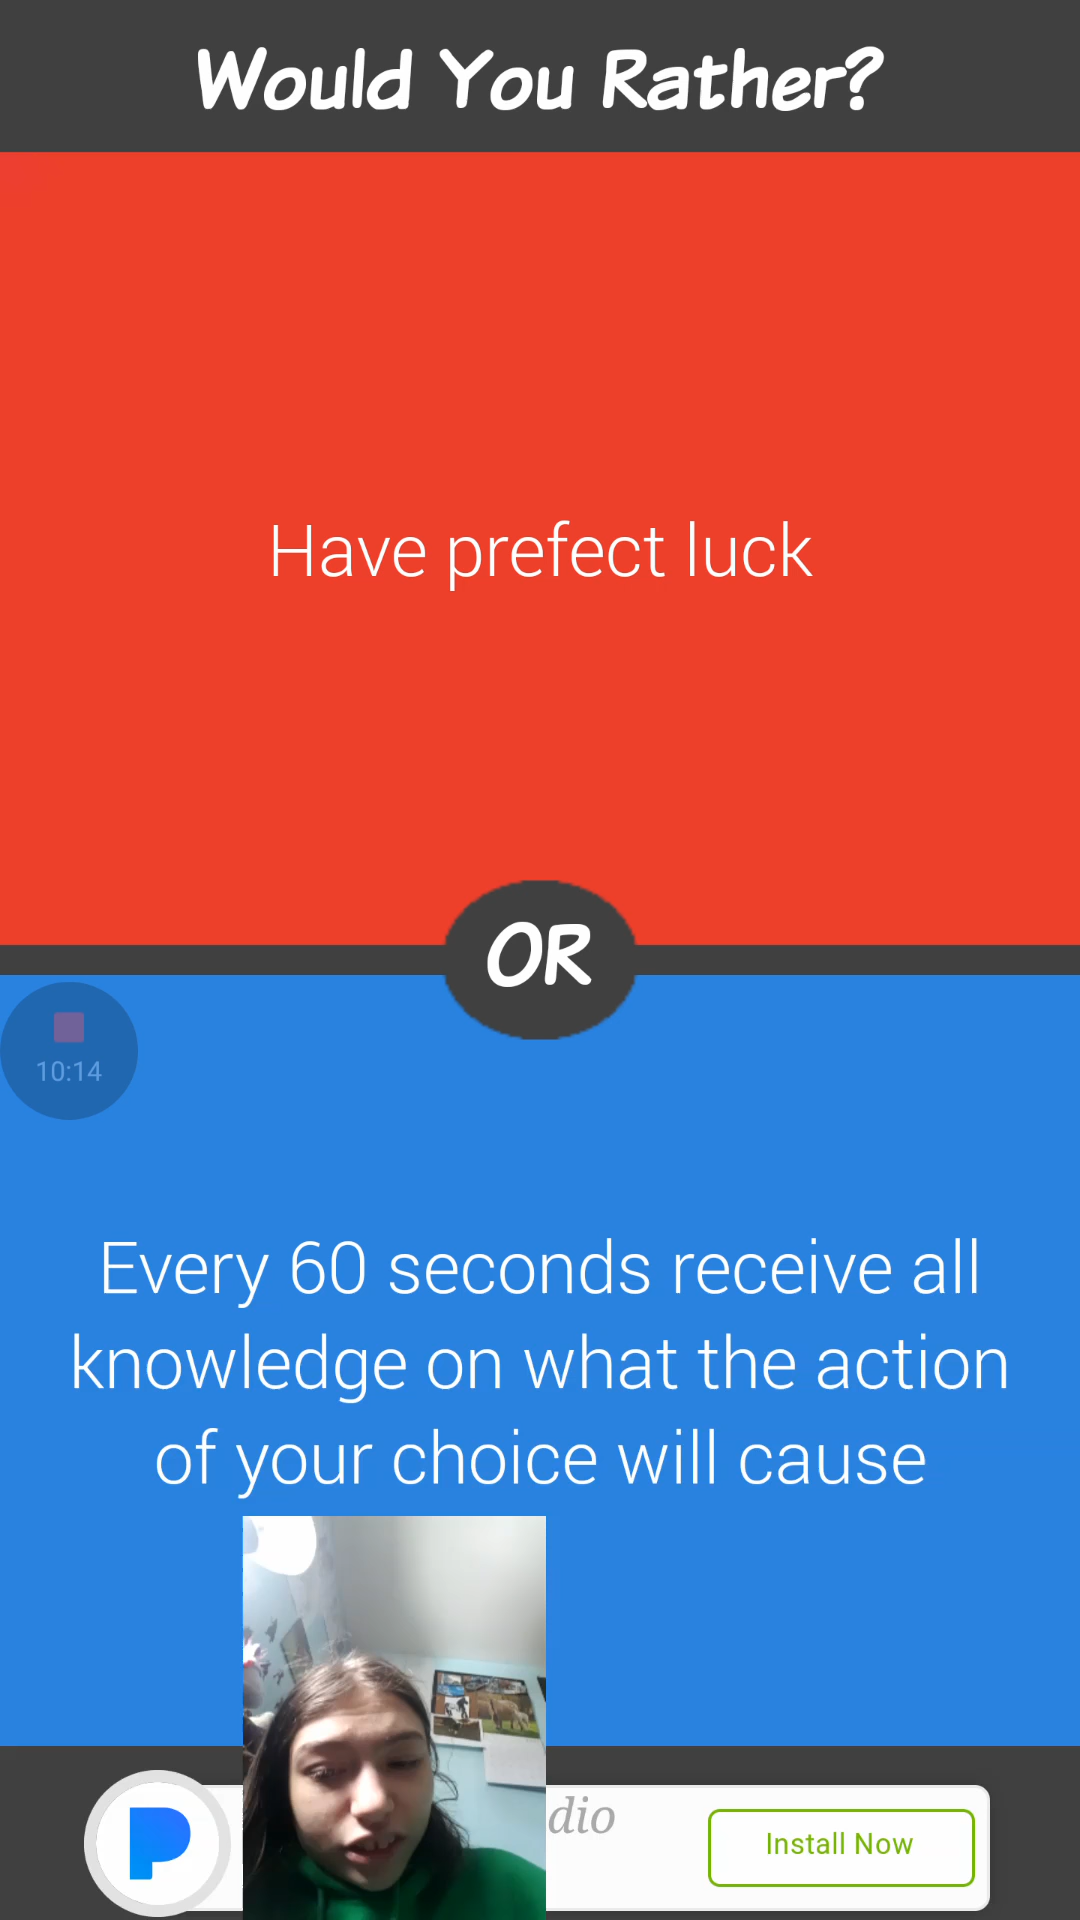 Would You Rather?
Have prefect luck
OR
10:14
Every 60 seconds receive all
knowledge on what the action
of your choice will cause
dio
Install Now